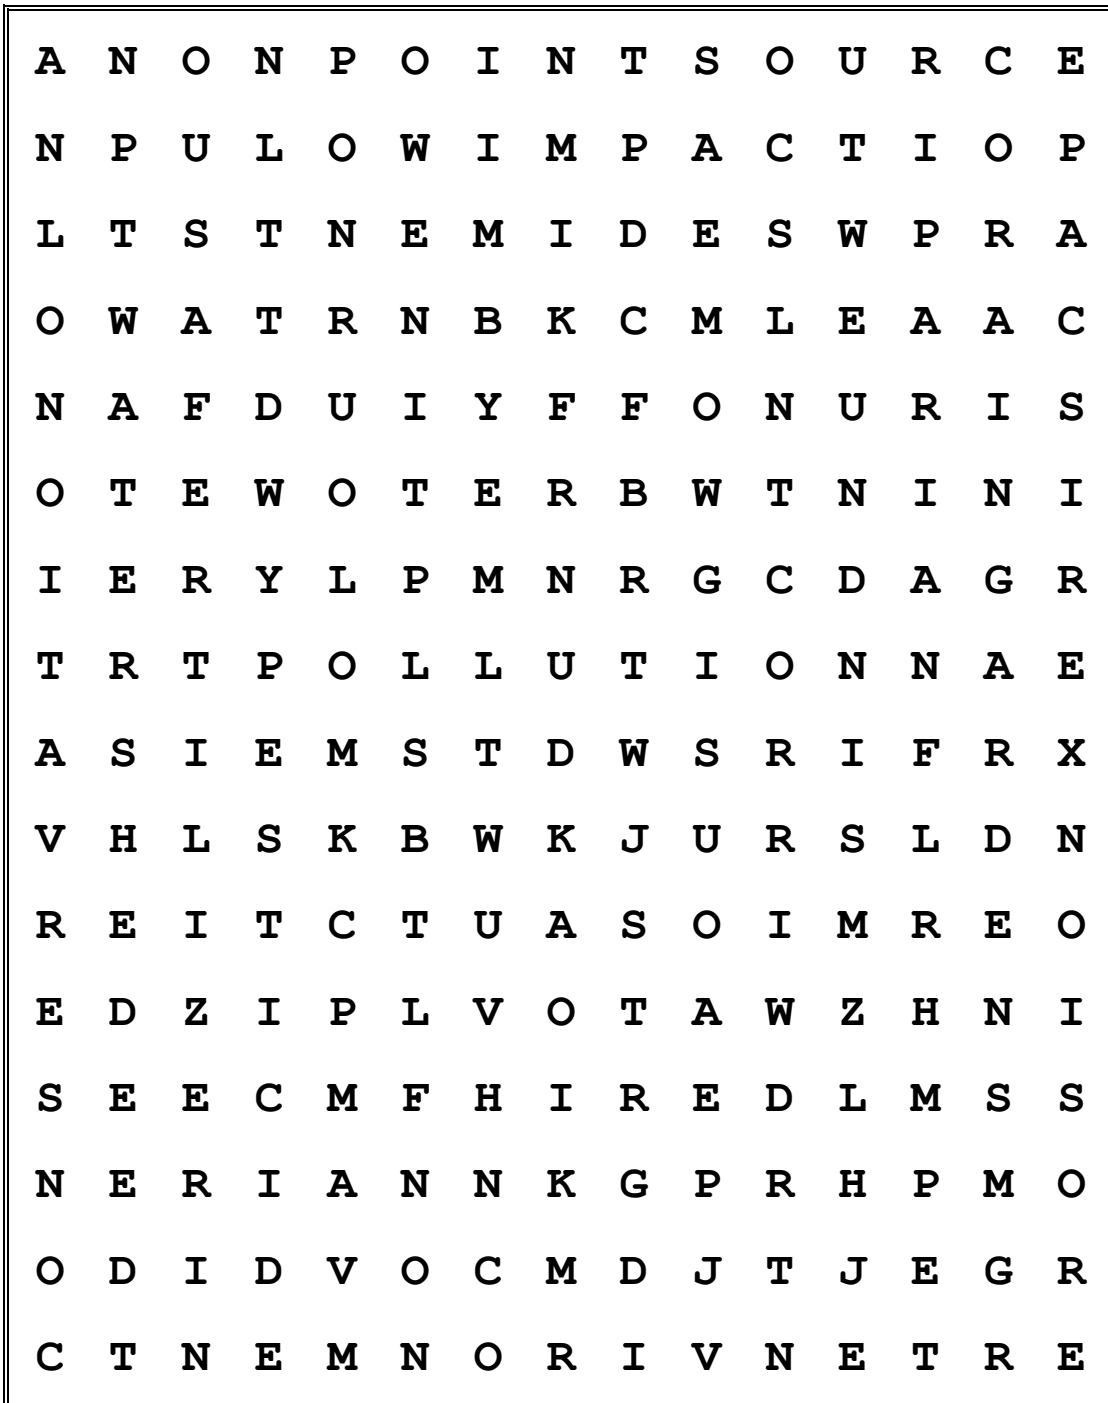 A N O N P O I N T S O U R C E
N P U L O W I M P A C T I O P
L T S T N E M I D E S W P R A
O W A T R N B K C M L E A A C
N A F D U I Y F F O N U R I S
O T E W O T E R B W T N I N I
I E R Y L P M N R G C D A G R
T R T P O L L U T I O N N A E
A S I E M S T D W S R I F R X
V H L S K B W K J U R S L D N
R E I T C T U A S O I M R E O
E D Z I P L V O T A W Z H N I
S E E C M F H I R E D L M S S
N E R I A N N K G P R H P M O
O D I D V O C M D J T J E G R
C T N E M N O R I V N E T R E